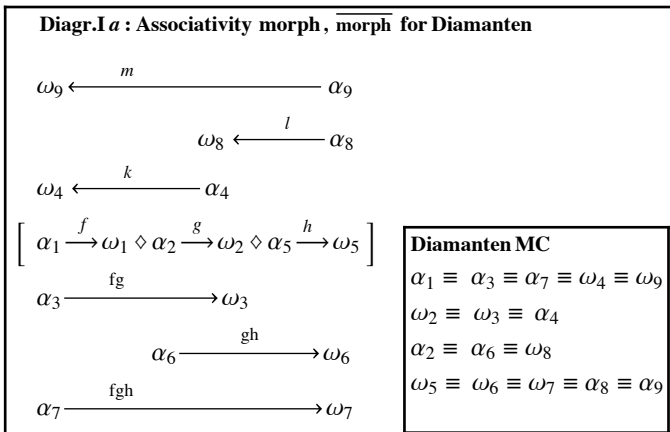 Diagr.I a : Associativity morph , m̅o̅r̅p̅h̅ for Diamanten
m
ω₉ ← α₉
l
ω₈ ← α₈
k
ω₄ ← α₄
f g h
[ α₁ → ω₁ ◊ α₂ → ω₂ ◊ α₅ → ω₅ ]
fg
α₃ → ω₃
gh
α₆ → ω₆
fgh
α₇ → ω₇
Diamanten MC
α₁ ≡ α₃ ≡ α₇ ≡ ω₄ ≡ ω₉
ω₂ ≡ ω₃ ≡ α₄
α₂ ≡ α₆ ≡ ω₈
ω₅ ≡ ω₆ ≡ ω₇ ≡ α₈ ≡ α₉